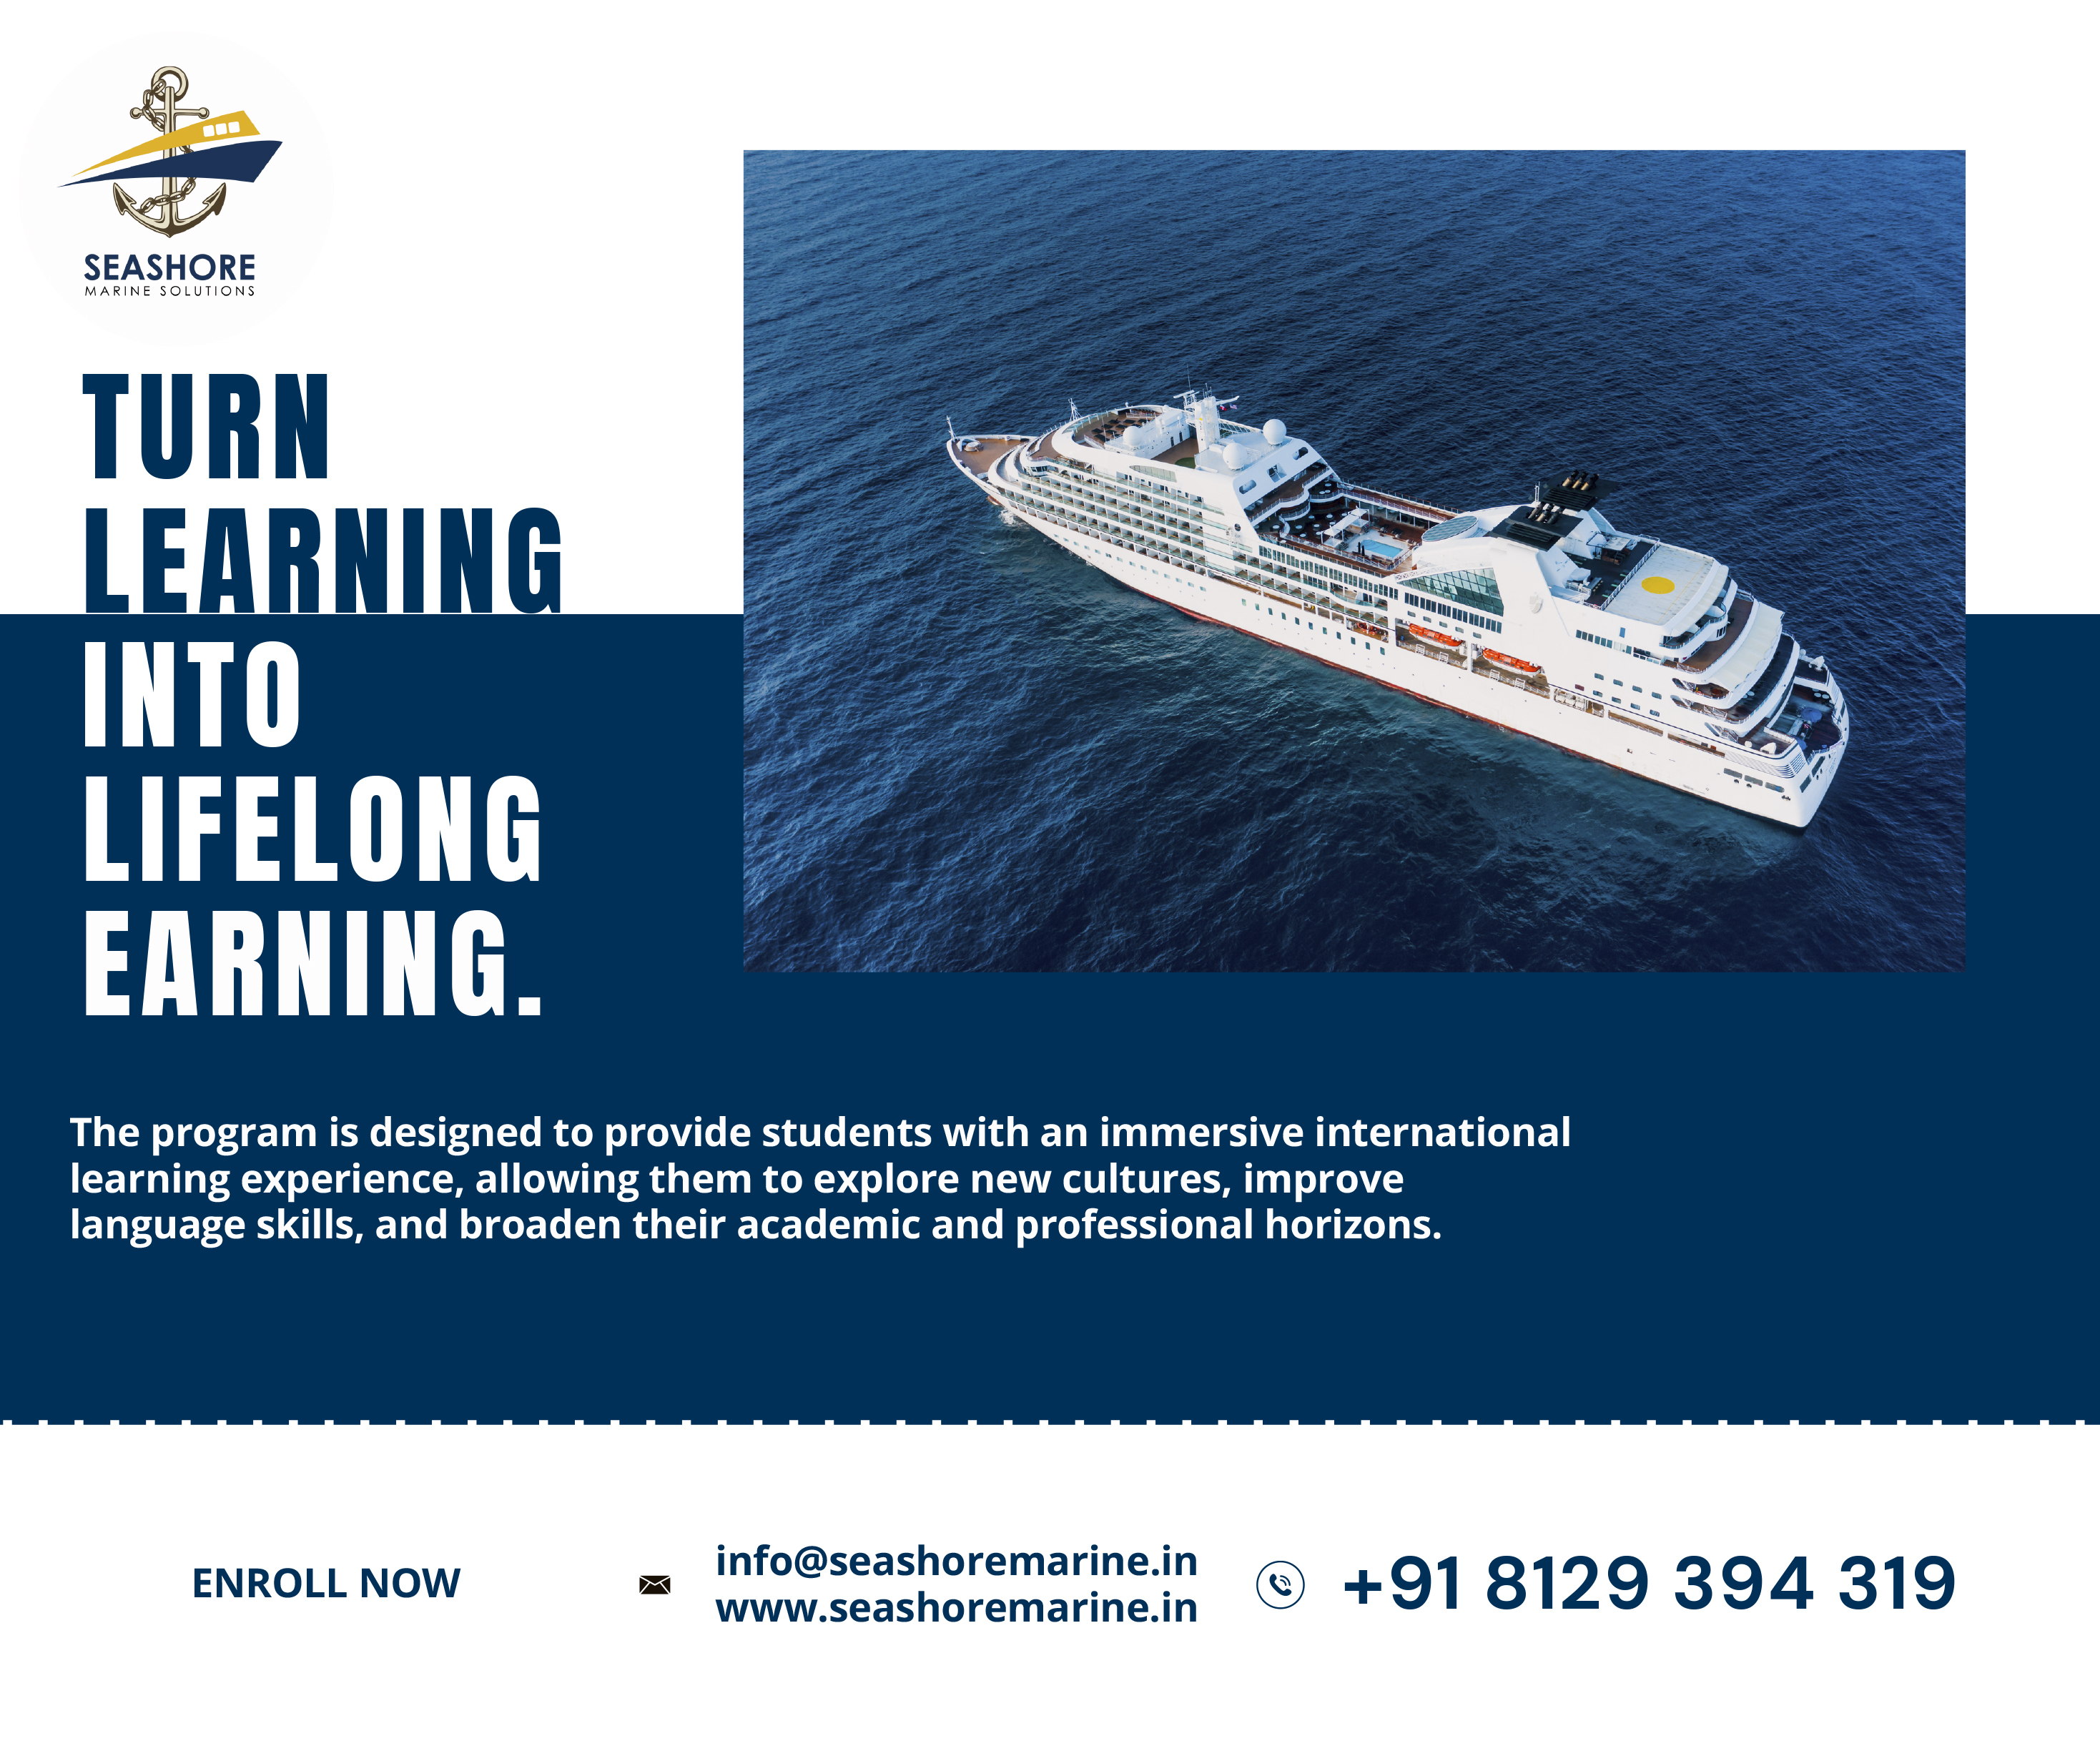 SEASHORE
MARINE SOLUTIONS
TURN
LEARNING
INTO
LIFELONG
EARNING.
The program is designed to provide students with an immersive international
learning experience, allowing them to explore new cultures, improve
language skills, and broaden their academic and professional horizons.
ENROLL NOW
info@seashoremarine.in
www.seashoremarine.in
+91 8129 394 319